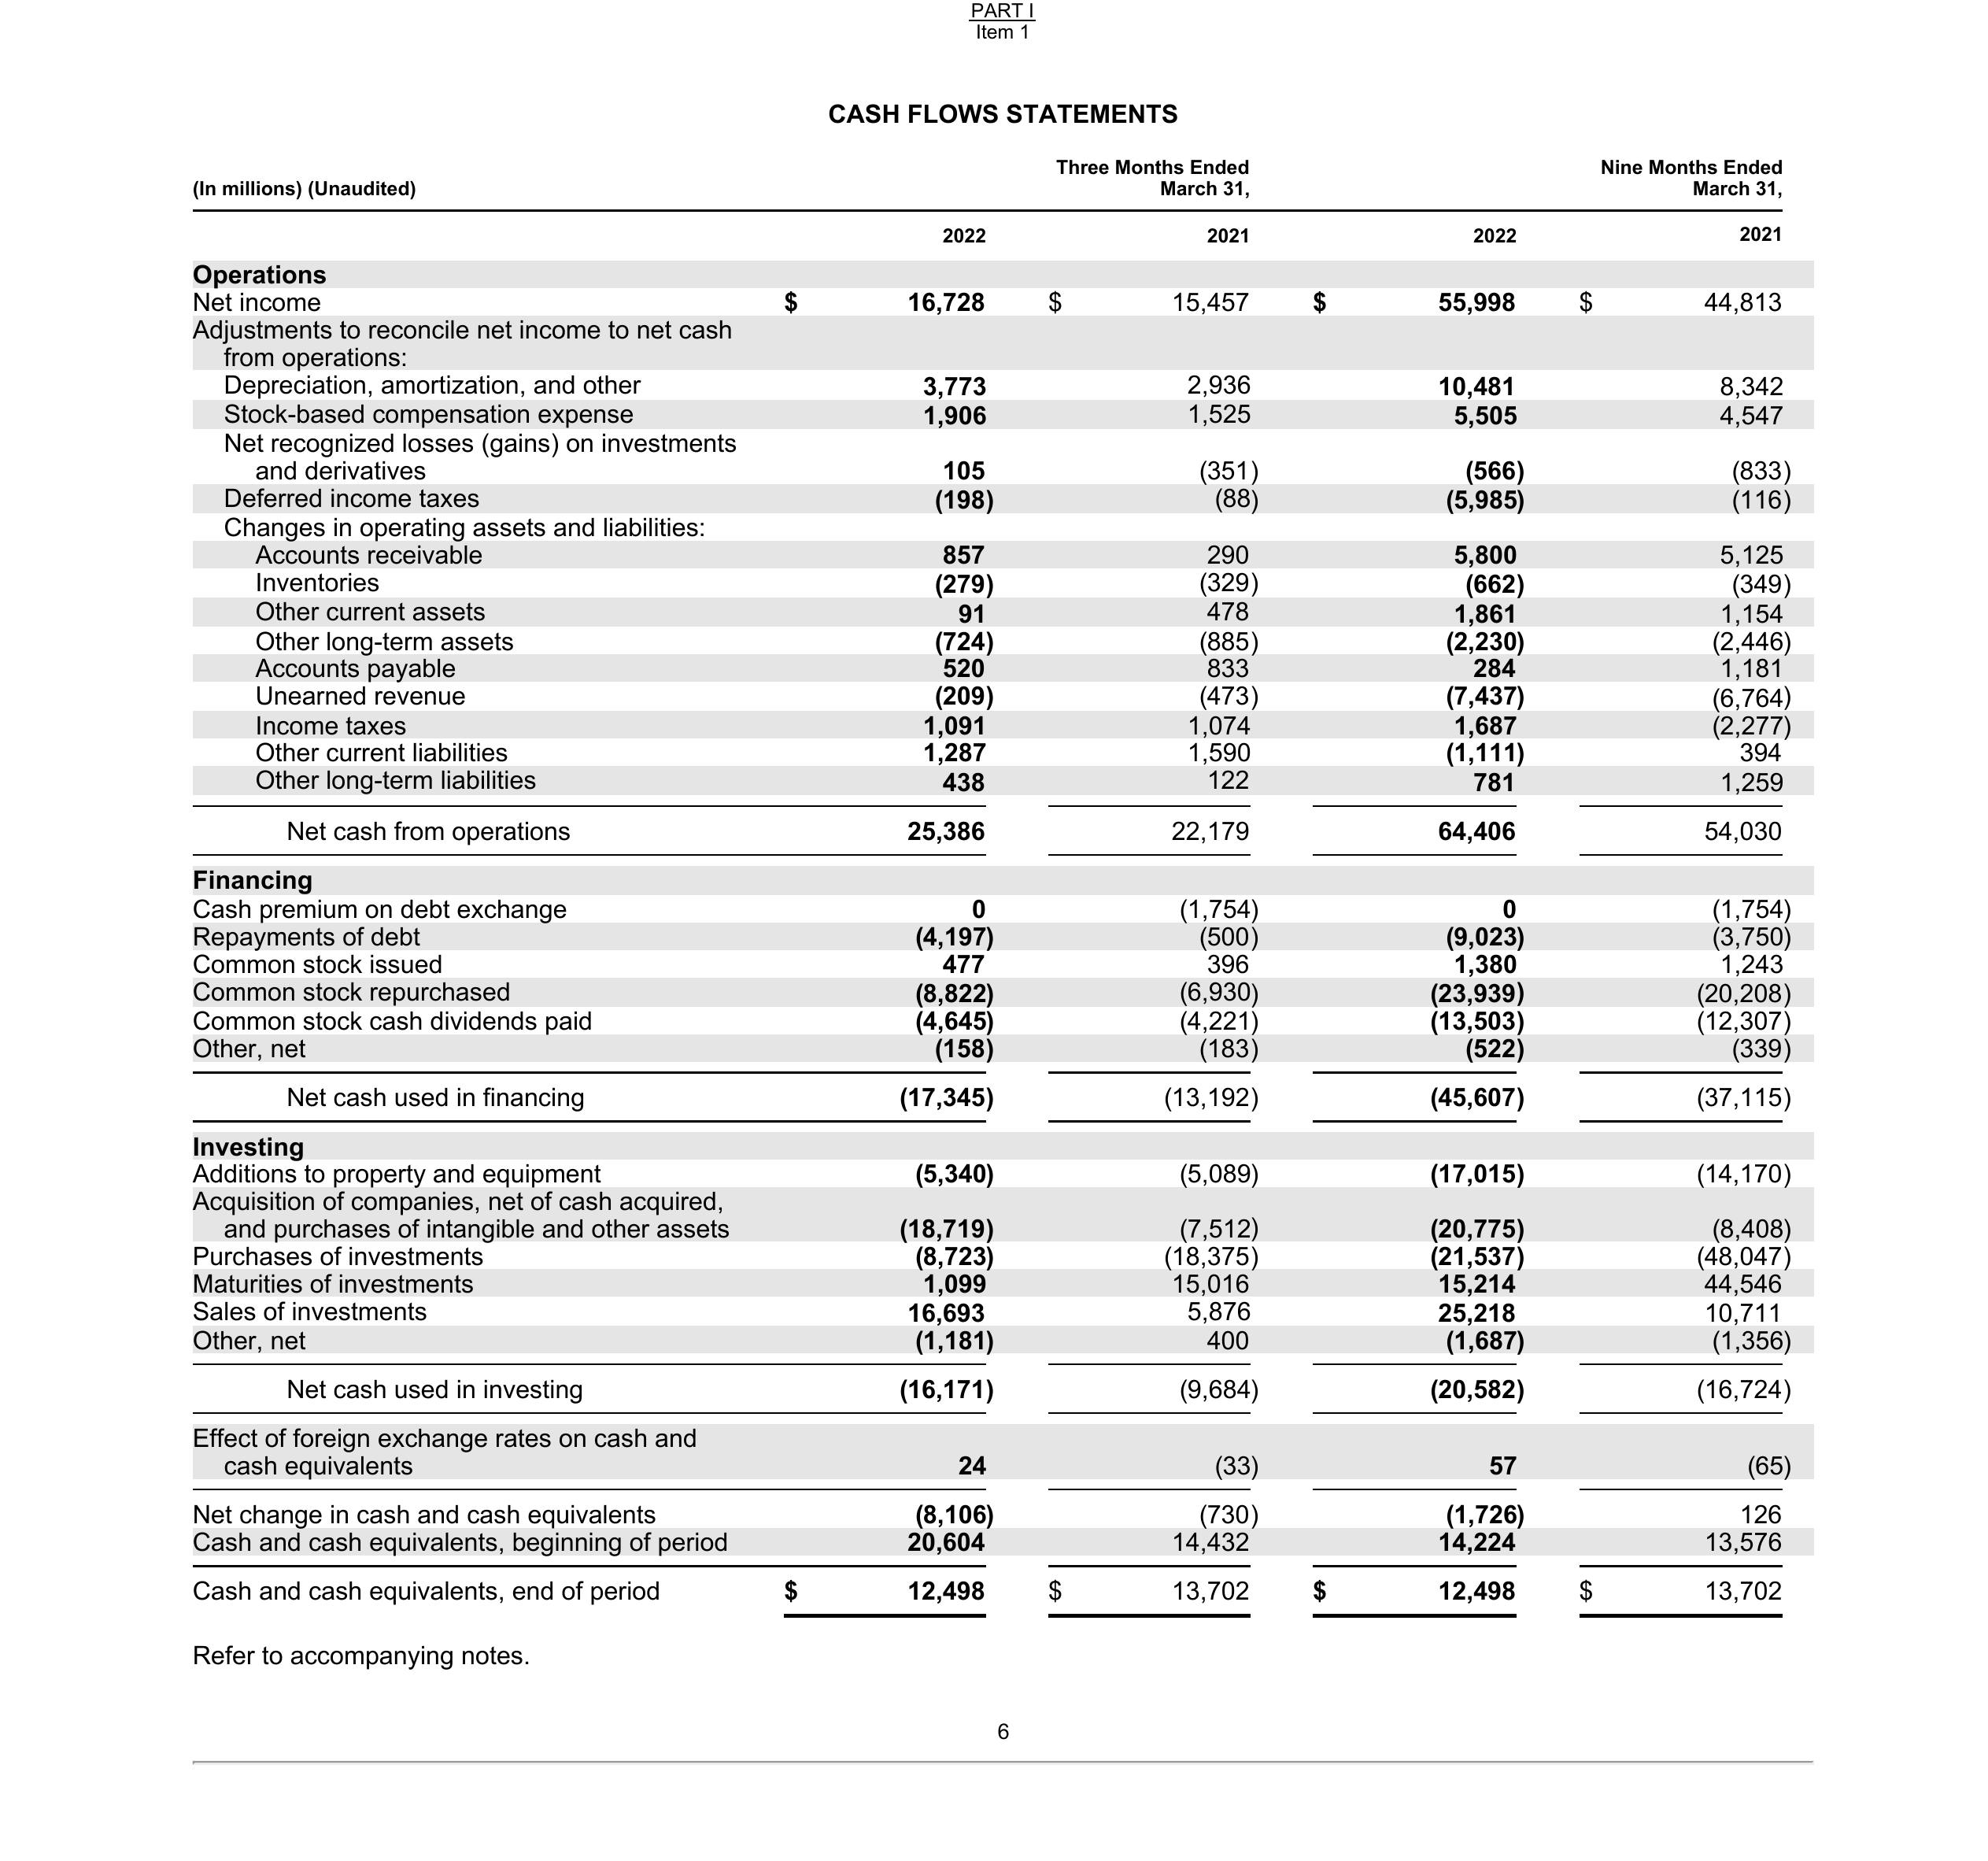 PART I
Item 1
CASH FLOWS STATEMENTS
(In millions) (Unaudited) Three Months Ended March 31, Nine Months Ended March 31,
2022 2021 2022 2021
Operations
Net income $ 16,728 $ 15,457 $ 55,998 $ 44,813
Adjustments to reconcile net income to net cash
from operations:
Depreciation, amortization, and other 3,773 2,936 10,481 8,342
Stock-based compensation expense 1,906 1,525 5,505 4,547
Net recognized losses (gains) on investments
and derivatives 105 (351) (566) (833)
Deferred income taxes (198) (88) (5,985) (116)
Changes in operating assets and liabilities:
Accounts receivable 857 290 5,800 5,125
Inventories (279) (329) (662) (349)
Other current assets 91 478 1,861 1,154
Other long-term assets (724) (885) (2,230) (2,446)
Accounts payable 520 833 284 1,181
Unearned revenue (209) (473) (7,437) (6,764)
Income taxes 1,091 1,074 1,687 (2,277)
Other current liabilities 1,287 1,590 (1,111) 394
Other long-term liabilities 438 122 781 1,259
Net cash from operations 25,386 22,179 64,406 54,030
Financing
Cash premium on debt exchange 0 (1,754) 0 (1,754)
Repayments of debt (4,197) (500) (9,023) (3,750)
Common stock issued 477 396 1,380 1,243
Common stock repurchased (8,822) (6,930) (23,939) (20,208)
Common stock cash dividends paid (4,645) (4,221) (13,503) (12,307)
Other, net (158) (183) (522) (339)
Net cash used in financing (17,345) (13,192) (45,607) (37,115)
Investing
Additions to property and equipment (5,340) (5,089) (17,015) (14,170)
Acquisition of companies, net of cash acquired,
and purchases of intangible and other assets (18,719) (7,512) (20,775) (8,408)
Purchases of investments (8,723) (18,375) (21,537) (48,047)
Maturities of investments 1,099 15,016 15,214 44,546
Sales of investments 16,693 5,876 25,218 10,711
Other, net (1,181) 400 (1,687) (1,356)
Net cash used in investing (16,171) (9,684) (20,582) (16,724)
Effect of foreign exchange rates on cash and
cash equivalents 24 (33) 57 (65)
Net change in cash and cash equivalents (8,106) (730) (1,726) 126
Cash and cash equivalents, beginning of period 20,604 14,432 14,224 13,576
Cash and cash equivalents, end of period $ 12,498 $ 13,702 $ 12,498 $ 13,702
Refer to accompanying notes.
6